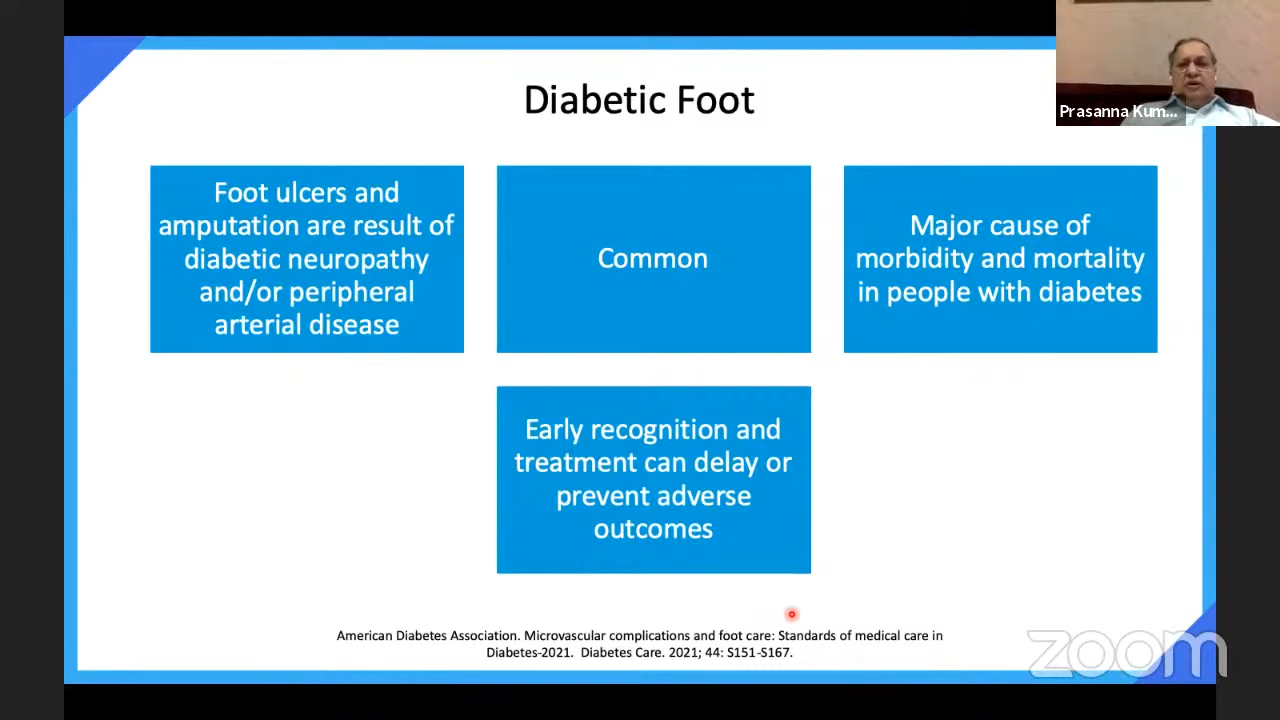 Diabetic Foot
Prasanna Kum...
Foot ulcers and
amputation are result of
diabetic neuropathy
and/or peripheral
arterial disease
Common
Major cause of
morbidity and mortality
in people with diabetes
Early recognition and
treatment can delay or
prevent adverse
outcomes
American Diabetes Association. Microvascular complications and foot care: Standards of medical care in
Diabetes-2021. Diabetes Care. 2021; 44: S151-S167.
zoom